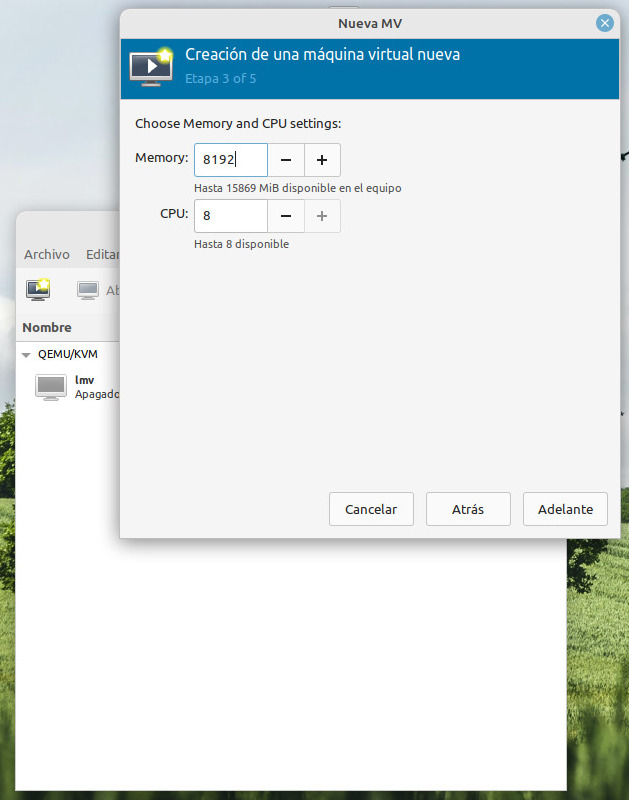 Nueva MV
Creación de una máquina virtual nueva
Etapa 3 of 5
Choose Memory and CPU settings:
Memory: 8192
Hasta 15869 MiB disponible en el equipo
CPU: 8
Hasta 8 disponible
Cancelar Atrás Adelante
Archivo Editar
Ab
Nombre
QEMU/KVM
lmv
Apagado